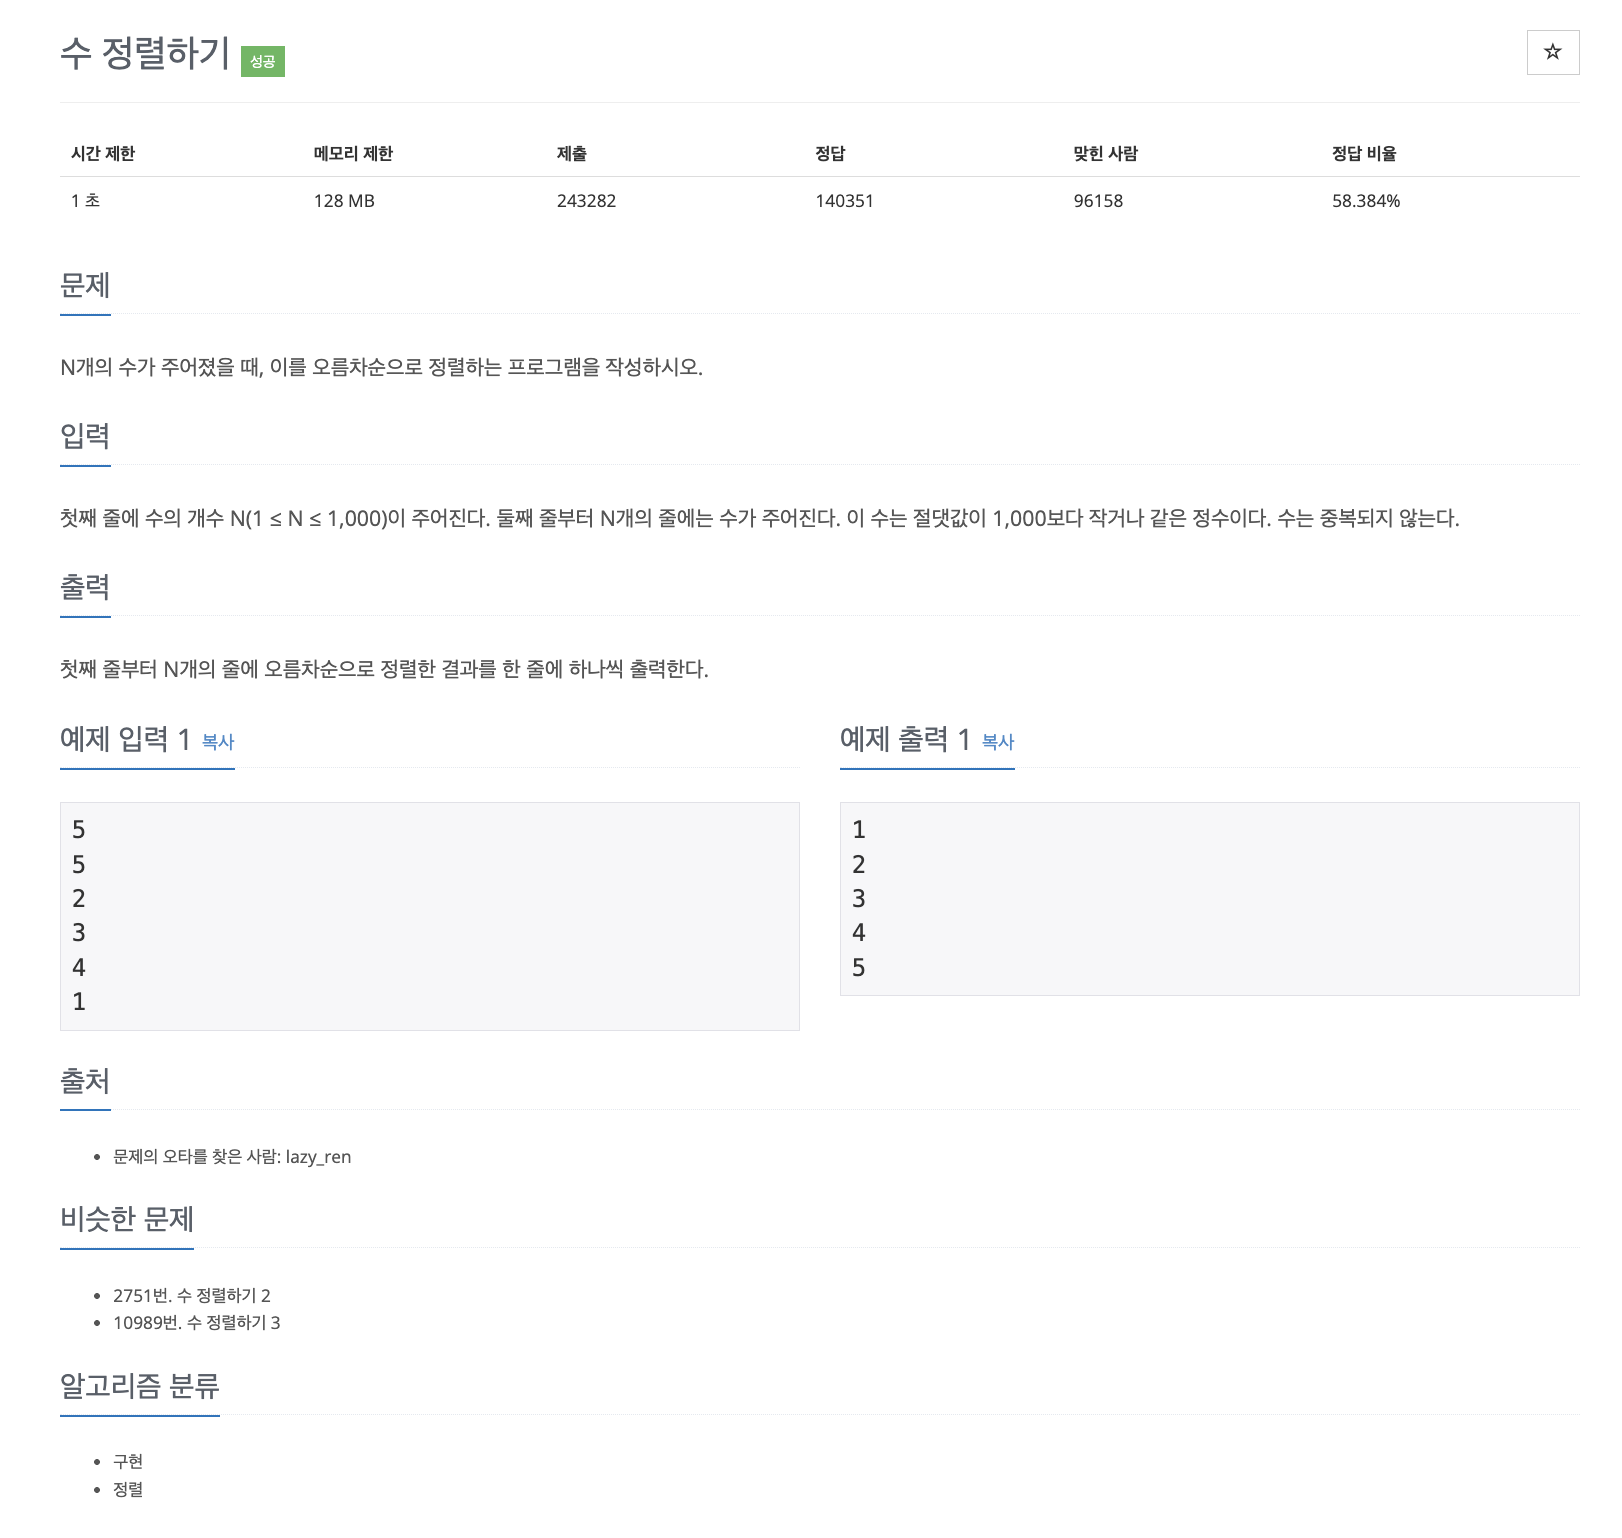 수 정렬하기 성공
☆
시간 제한 메모리 제한 제출 정답 맞힌 사람 정답 비율
1 초 128 MB 243282 140351 96158 58.384%
문제
N개의 수가 주어졌을 때, 이를 오름차순으로 정렬하는 프로그램을 작성하시오.
입력
첫째 줄에 수의 개수 N(1 ≤ N ≤ 1,000)이 주어진다. 둘째 줄부터 N개의 줄에는 수가 주어진다. 이 수는 절댓값이 1,000보다 작거나 같은 정수이다. 수는 중복되지 않는다.
출력
첫째 줄부터 N개의 줄에 오름차순으로 정렬한 결과를 한 줄에 하나씩 출력한다.
예제 입력 1 복사
5
5
2
3
4
1
예제 출력 1 복사
1
2
3
4
5
출처
• 문제의 오타를 찾은 사람: lazy_ren
비슷한 문제
• 2751번. 수 정렬하기 2
• 10989번. 수 정렬하기 3
알고리즘 분류
• 구현
• 정렬